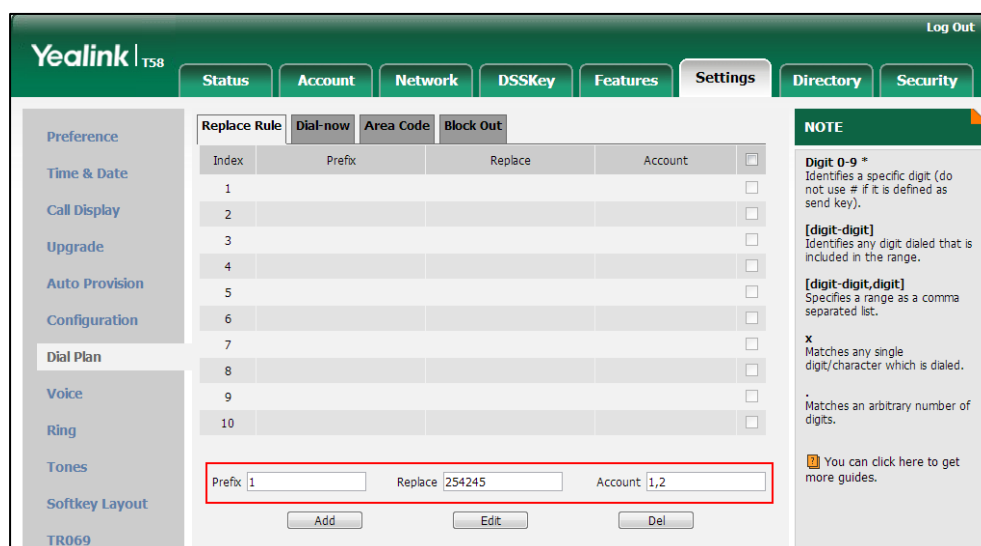 Log Out
Yealink | T58
Status Account Network DSSKey Features Settings Directory Security
Preference
Time & Date
Call Display
Upgrade
Auto Provision
Configuration
Dial Plan
Voice
Ring
Tones
Softkey Layout
TR069
Replace Rule Dial-now Area Code Block Out
Index Prefix Replace Account
1
2
3
4
5
6
7
8
9
10
Prefix 1 Replace 254245 Account 1,2
Add Edit Del
NOTE
Digit 0-9 *
Identifies a specific digit (do
not use # if it is defined as
send key).
[digit-digit]
Identifies any digit dialed that is
included in the range.
[digit-digit,digit]
Specifies a range as a comma
separated list.
x
Matches any single
digit/character which is dialed.
.
Matches an arbitrary number of
digits.
? You can click here to get
more guides.